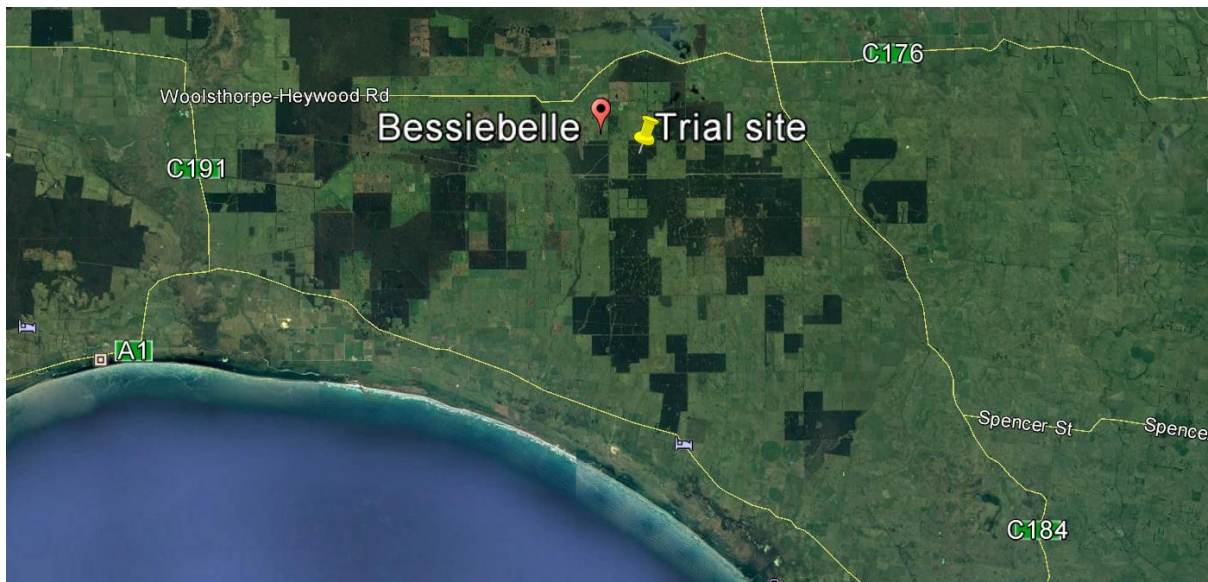 C176
Woolsthorpe-Heywood Rd
Bessiebelle
Trial site
C191
A1
Spencer St
Spence
C184